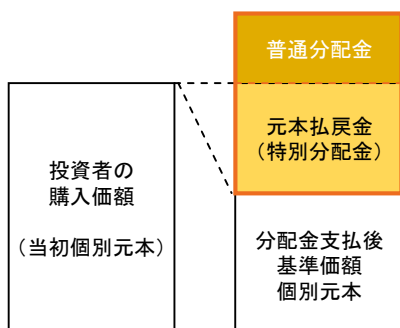 普通分配金
元本払戻金
（特別分配金）
投資者の
購入価額
（当初個別元本）
分配金支払後
基準価額
個別元本